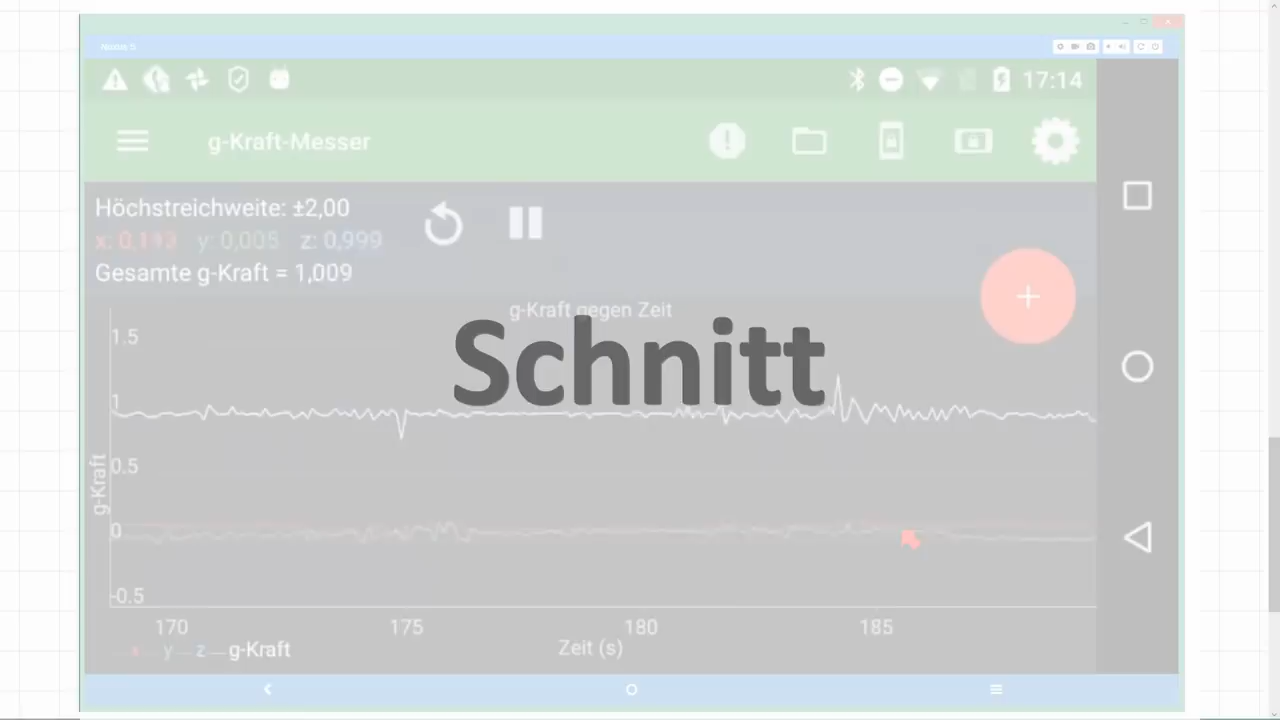 17:14
g-Kraft-Messer
Höchstreichweite: ±2,00
y: 0,005 z: 0,999
Gesamte g-Kraft = 1,009
g-Kraft gegen Zeit
Schnitt
1.5
1
0.5
0
-0.5
g-Kraft
170 175 180 185
Zeit (s)
x y z g-Kraft